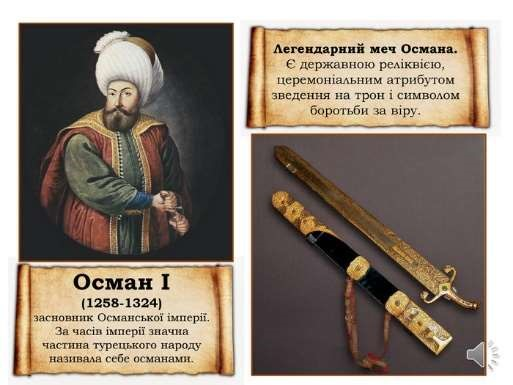 Легендарний меч Османа.
Є державною реліквією,
церемоніальним атрибутом
зведення на трон і символом
боротьби за віру.
Осман І
(1258-1324)
засновник Османської імперії.
За часів імперії значна
частина турецького народу
називала себе османами.